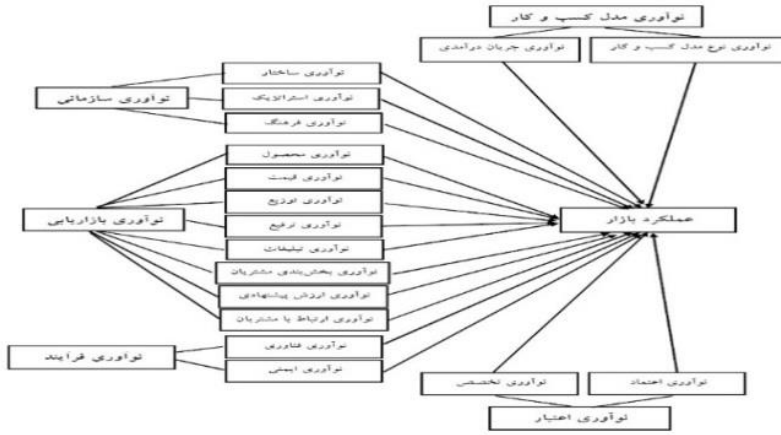 نوآوری مدل کسب و کار
نوآوری نوع مدل کسب و کار
نوآوری جریان درآمدی
نوآوری سازمانی
نوآوری ساختار
نوآوری استراتژیک
نوآوری فرهنگ
نوآوری بازاریابی
نوآوری محصول
نوآوری قیمت
نوآوری توزیع
نوآوری ترفیع
نوآوری تبلیغات
نوآوری بخش‌بندی مشتریان
نوآوری ارزش پیشنهادی
نوآوری ارتباط با مشتریان
نوآوری فرآیند
نوآوری فناوری
نوآوری ایمنی
عملکرد بازار
نوآوری اعتماد
نوآوری تخصصی
نوآوری اعتبار